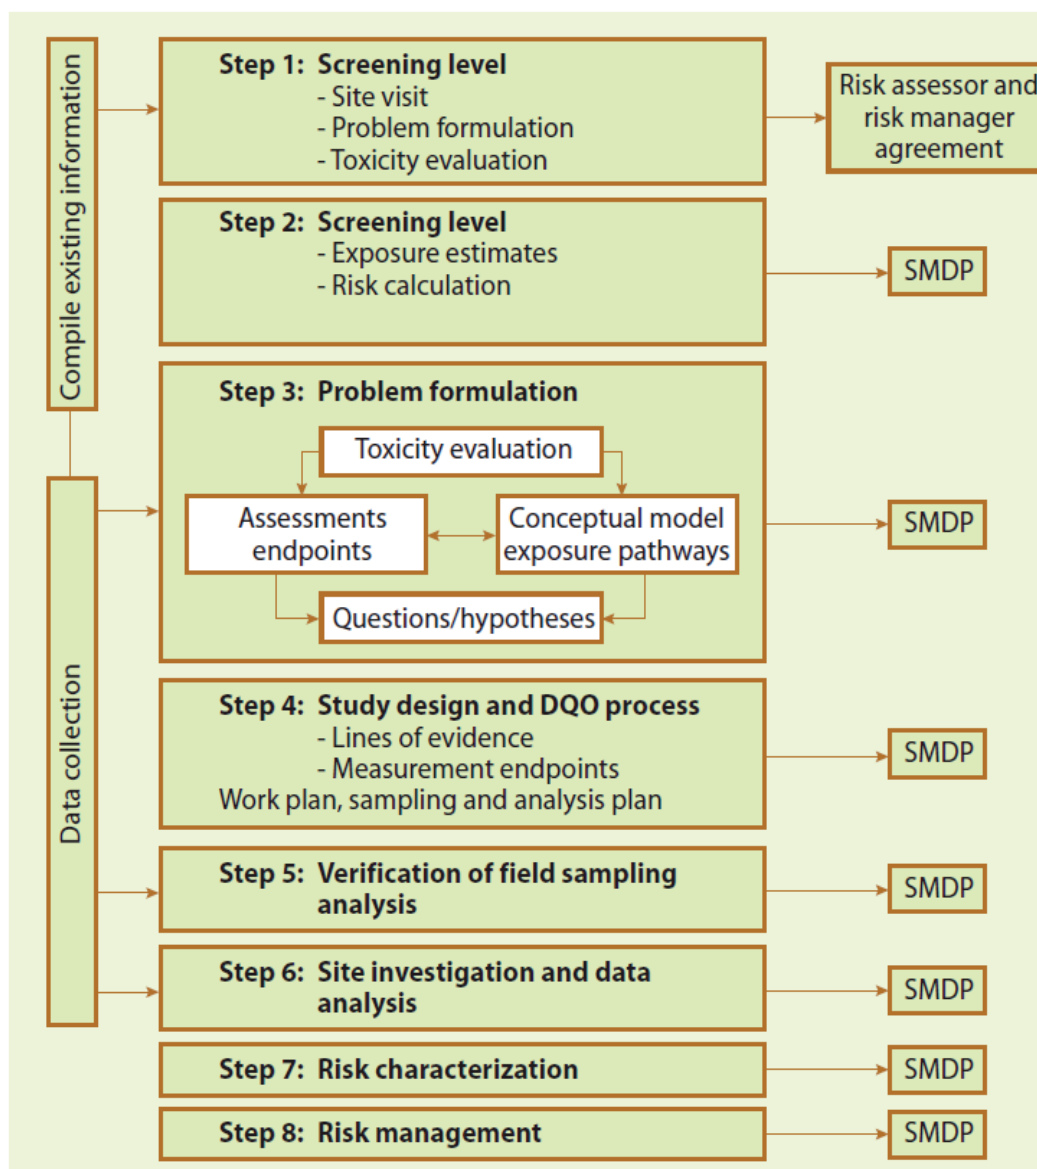 Compile existing information
Step 1: Screening level
- Site visit
- Problem formulation
- Toxicity evaluation
Risk assessor and
risk manager
agreement
Step 2: Screening level
- Exposure estimates
- Risk calculation
SMDP
Step 3: Problem formulation
Toxicity evaluation
Assessments
endpoints
Conceptual model
exposure pathways
Questions/hypotheses
SMDP
Data collection
Step 4: Study design and DQO process
- Lines of evidence
- Measurement endpoints
Work plan, sampling and analysis plan
SMDP
Step 5: Verification of field sampling
analysis
SMDP
Step 6: Site investigation and data
analysis
SMDP
Step 7: Risk characterization
SMDP
Step 8: Risk management
SMDP